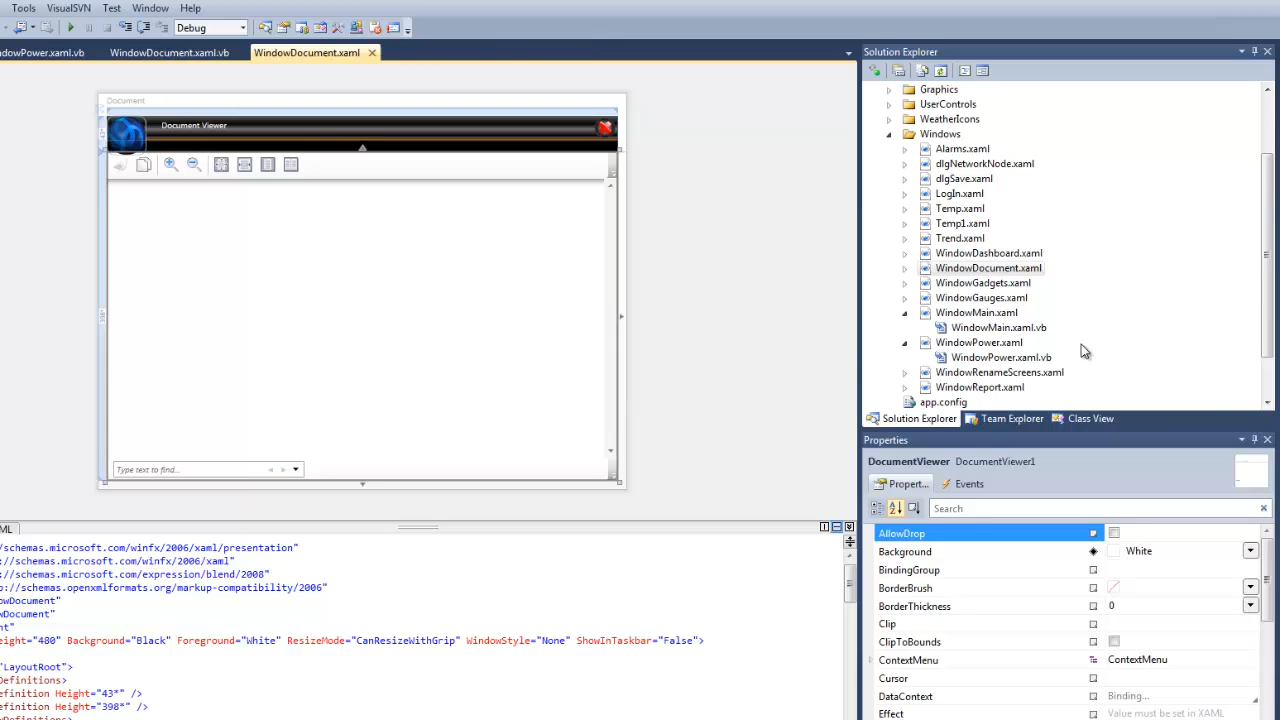 Tools VisualSVN Test Window Help
Debug
ndowPower.xaml.vb WindowDocument.xaml.vb WindowDocument.xaml
Document
Document Viewer
Type text to find...
ML
/schemas.microsoft.com/winfx/2006/xaml/presentation"
://schemas.microsoft.com/winfx/2006/xaml"
://schemas.microsoft.com/expression/blend/2008"
p://schemas.openxmlformats.org/markup-compatibility/2006"
owDocument"
wDocument"
nt"
eight="480" Background="Black" Foreground="White" ResizeMode="CanResizeWithGrip" WindowStyle="None" ShowInTaskbar="False">
"LayoutRoot">
Definitions>
efinition Height="43*" />
efinition Height="398*" />
Solution Explorer
Graphics
UserControls
WeatherIcons
Windows
Alarms.xaml
dlgNetworkNode.xaml
dlgSave.xaml
LogIn.xaml
Temp.xaml
Temp1.xaml
Trend.xaml
WindowDashboard.xaml
WindowDocument.xaml
WindowGadgets.xaml
WindowGauges.xaml
WindowMain.xaml
WindowMain.xaml.vb
WindowPower.xaml
WindowPower.xaml.vb
WindowRenameScreens.xaml
WindowReport.xaml
app.config
Solution Explorer Team Explorer Class View
Properties
DocumentViewer DocumentViewer1
Propert... Events
Search
AllowDrop
Background White
BindingGroup
BorderBrush
BorderThickness 0
Clip
ClipToBounds
ContextMenu ContextMenu
Cursor
DataContext Binding...
Effect Value must be set in XAML